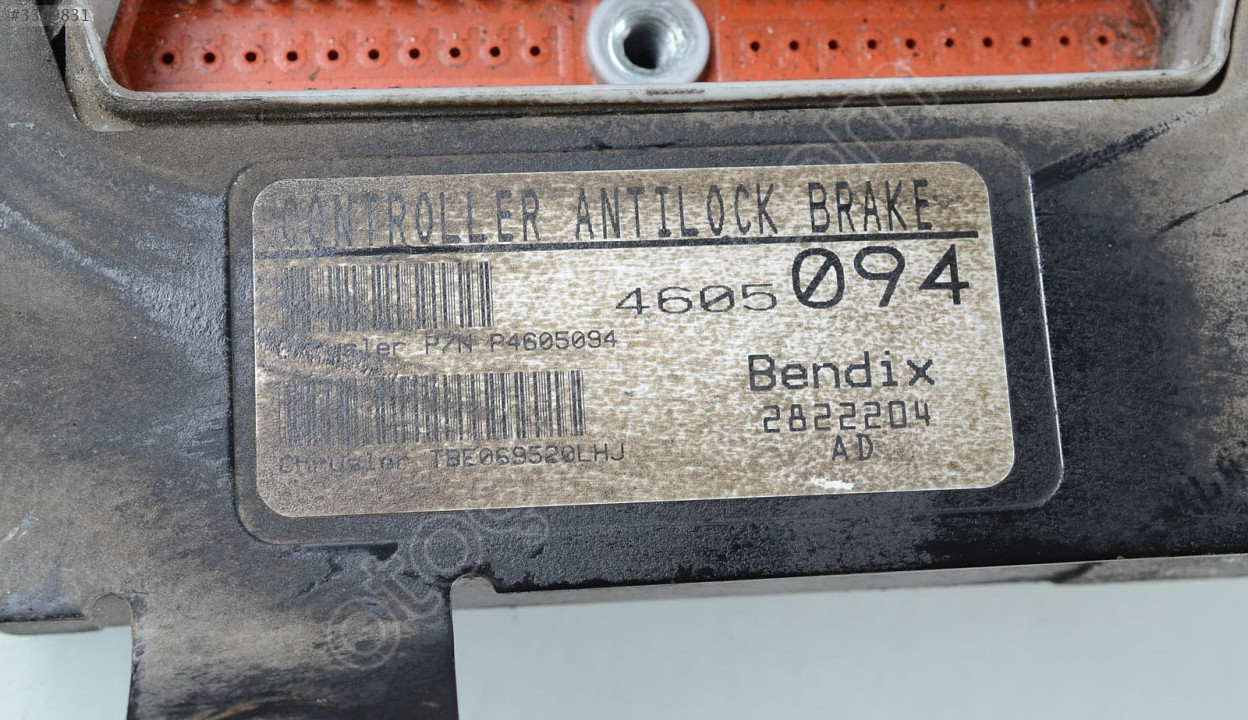 CONTROLLER ANTILOCK BRAKE
4605094
Chrysler P/N P4605094
Bendix
2822204
AD
Chrysler TBE069520LHJ